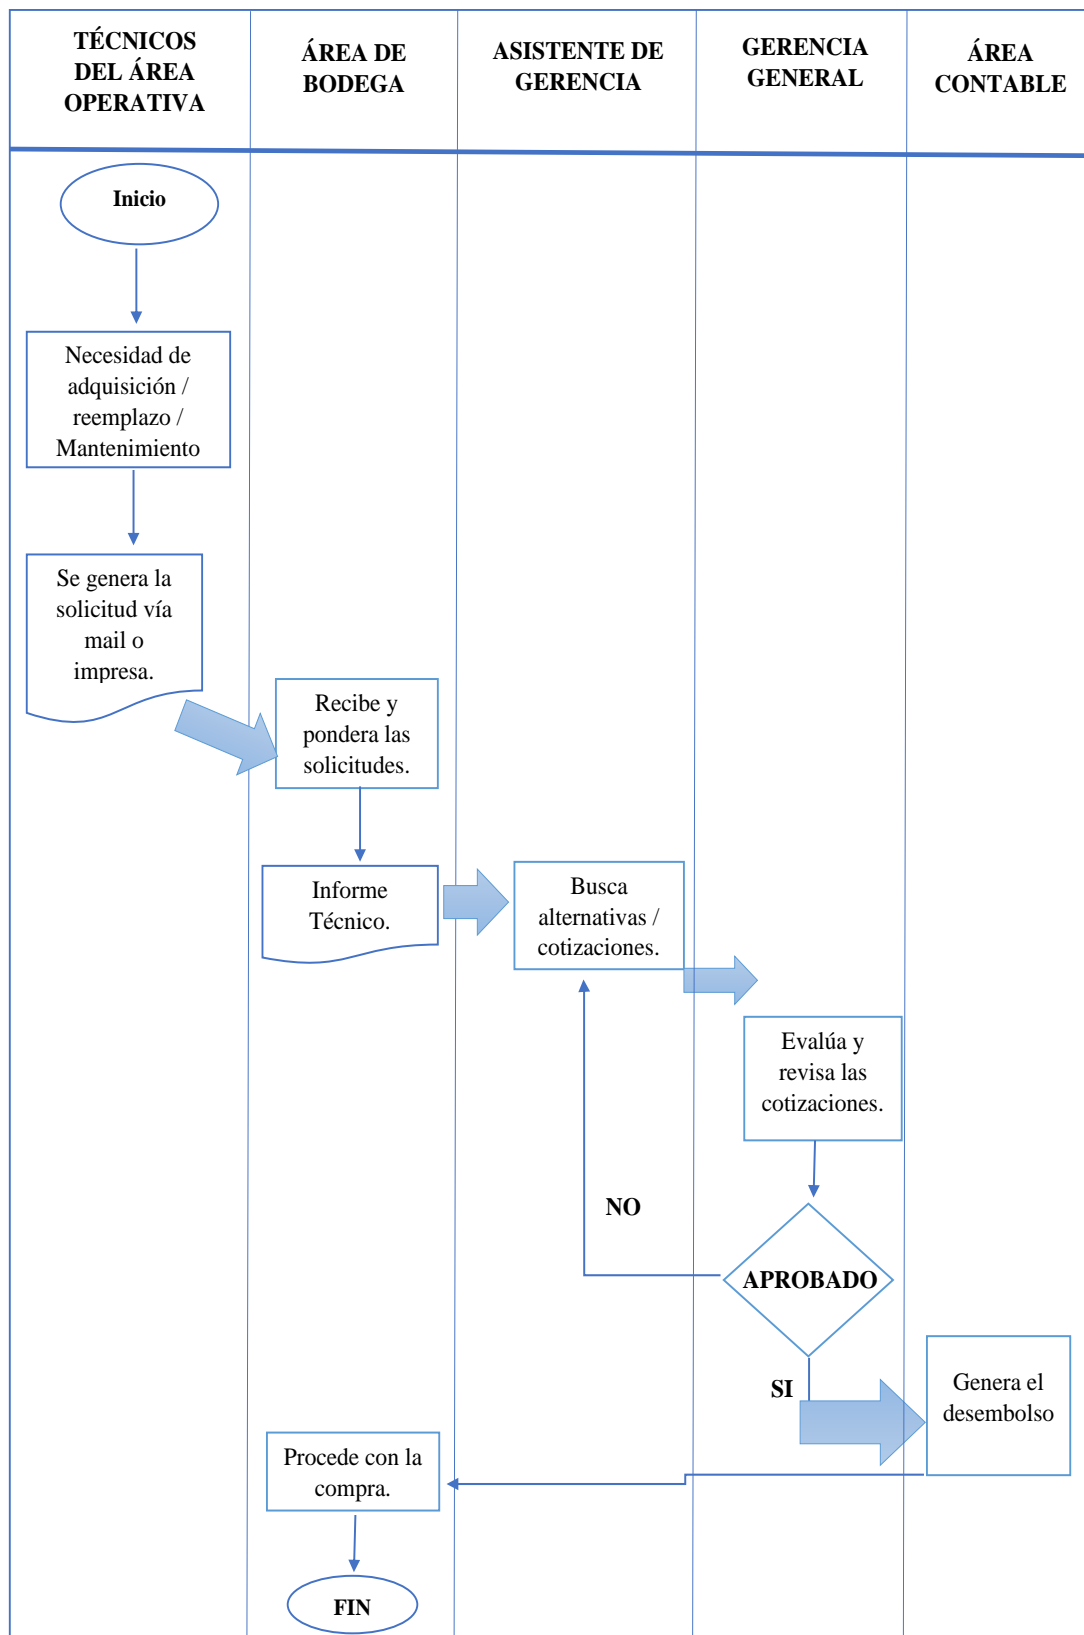 TÉCNICOS
DEL ÁREA
OPERATIVA
ÁREA DE
BODEGA
ASISTENTE DE
GERENCIA
GERENCIA
GENERAL
ÁREA
CONTABLE
Inicio
Necesidad de
adquisición /
reemplazo /
Mantenimiento
Se genera la
solicitud vía
mail o
impresa.
Recibe y
pondera las
solicitudes.
Informe
Técnico.
Busca
alternativas /
cotizaciones.
Evalúa y
revisa las
cotizaciones.
NO
APROBADO
SI
Genera el
desembolso
Procede con la
compra.
FIN